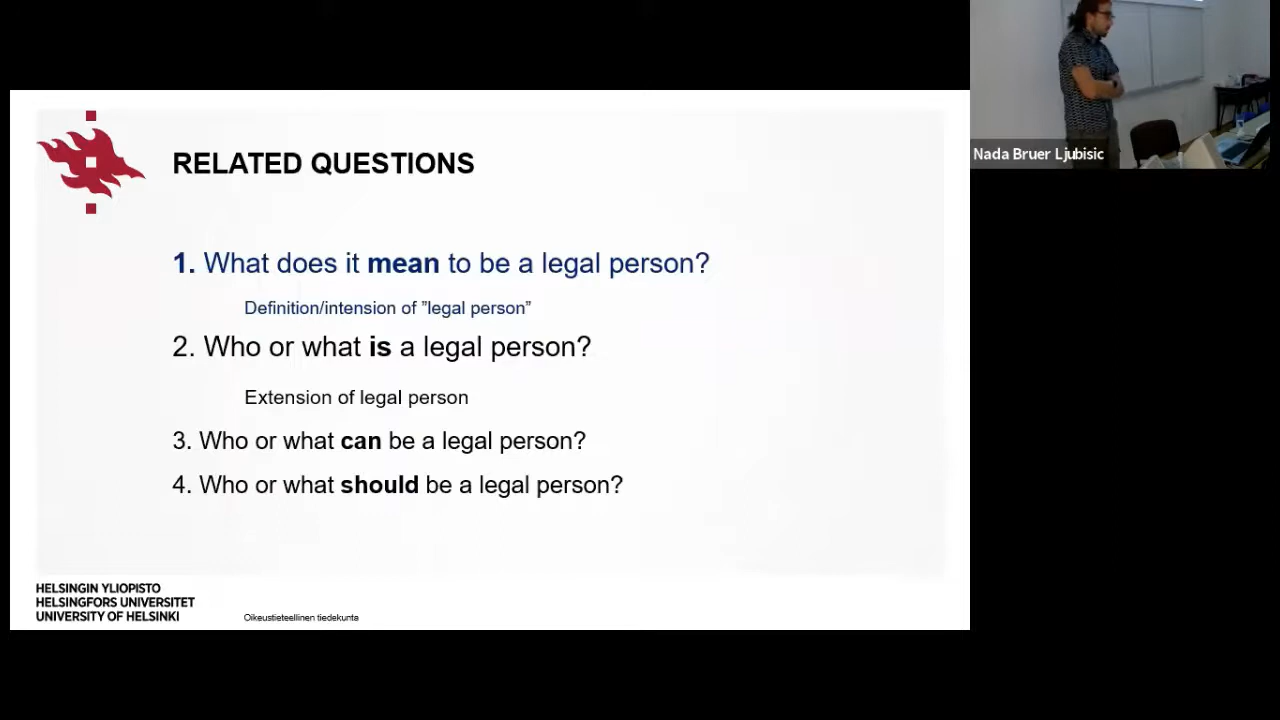 RELATED QUESTIONS
1. What does it mean to be a legal person?
Definition/intension of ”legal person”
2. Who or what is a legal person?
Extension of legal person
3. Who or what can be a legal person?
4. Who or what should be a legal person?
HELSINGIN YLIOPISTO
HELSINGFORS UNIVERSITET
UNIVERSITY OF HELSINKI
Oikeustieteellinen tiedekunta
Nada Bruer Ljubisic